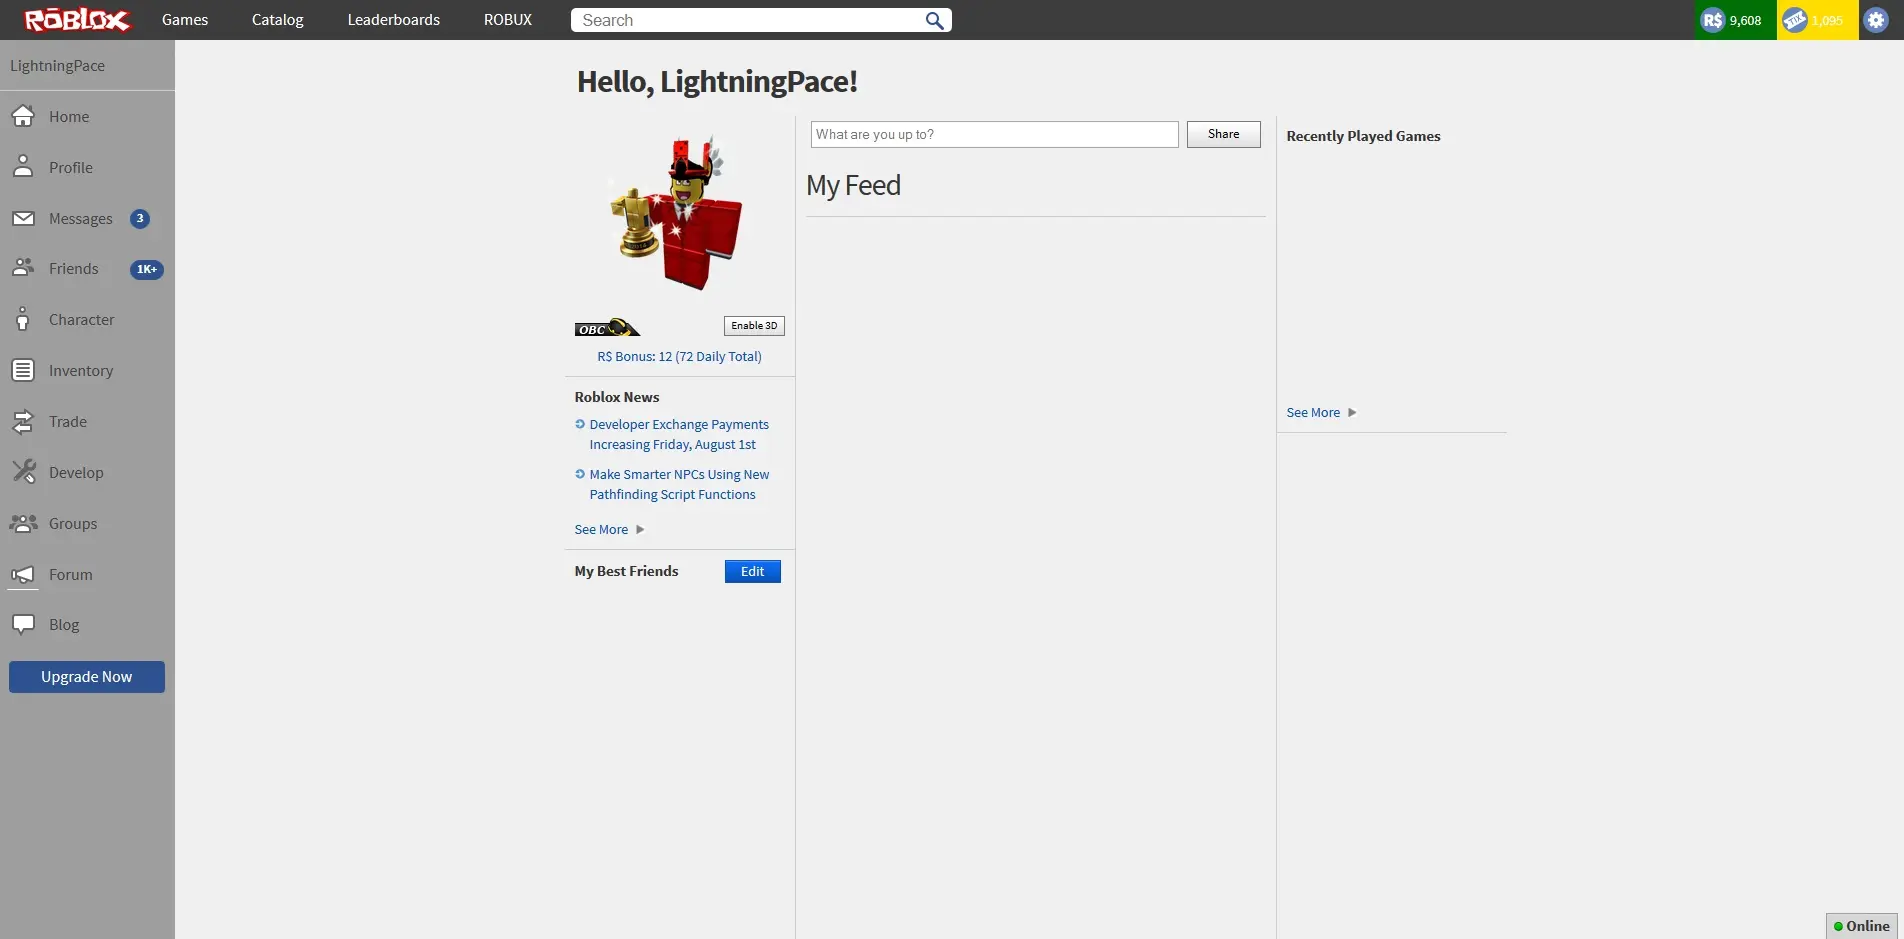 ROBLOX
Games
Catalog
Leaderboards
ROBUX
Search
R$ 9,608
TIX 1,095
LightningPace
Home
Profile
Messages 3
Friends 1K+
Character
Inventory
Trade
Develop
Groups
Forum
Blog
Upgrade Now
Hello, LightningPace!
OBC
Enable 3D
R$ Bonus: 12 (72 Daily Total)
Roblox News
Developer Exchange Payments
Increasing Friday, August 1st
Make Smarter NPCs Using New
Pathfinding Script Functions
See More
My Best Friends
Edit
What are you up to?
Share
My Feed
Recently Played Games
See More
Online